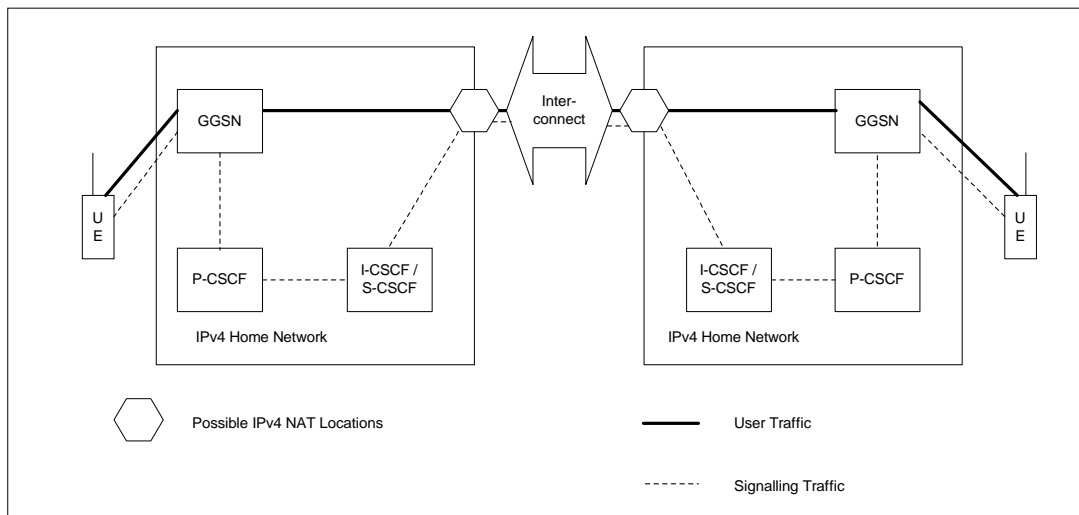 GGSN
Inter-
connect
GGSN
U
E
U
E
P-CSCF
I-CSCF /
S-CSCF
I-CSCF /
S-CSCF
P-CSCF
IPv4 Home Network
IPv4 Home Network
Possible IPv4 NAT Locations
User Traffic
Signalling Traffic